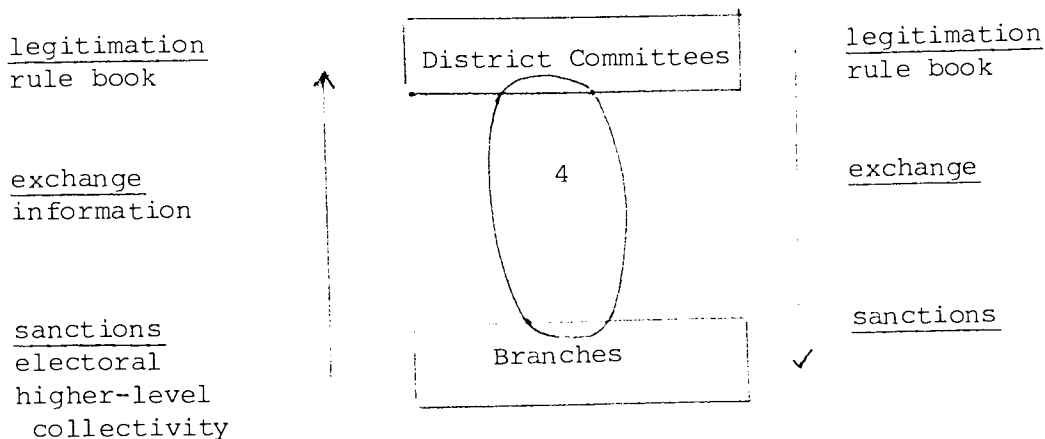 legitimation
rule book
exchange
information
sanctions
electoral
higher-level
collectivity
District Committees
4
Branches
legitimation
rule book
exchange
sanctions